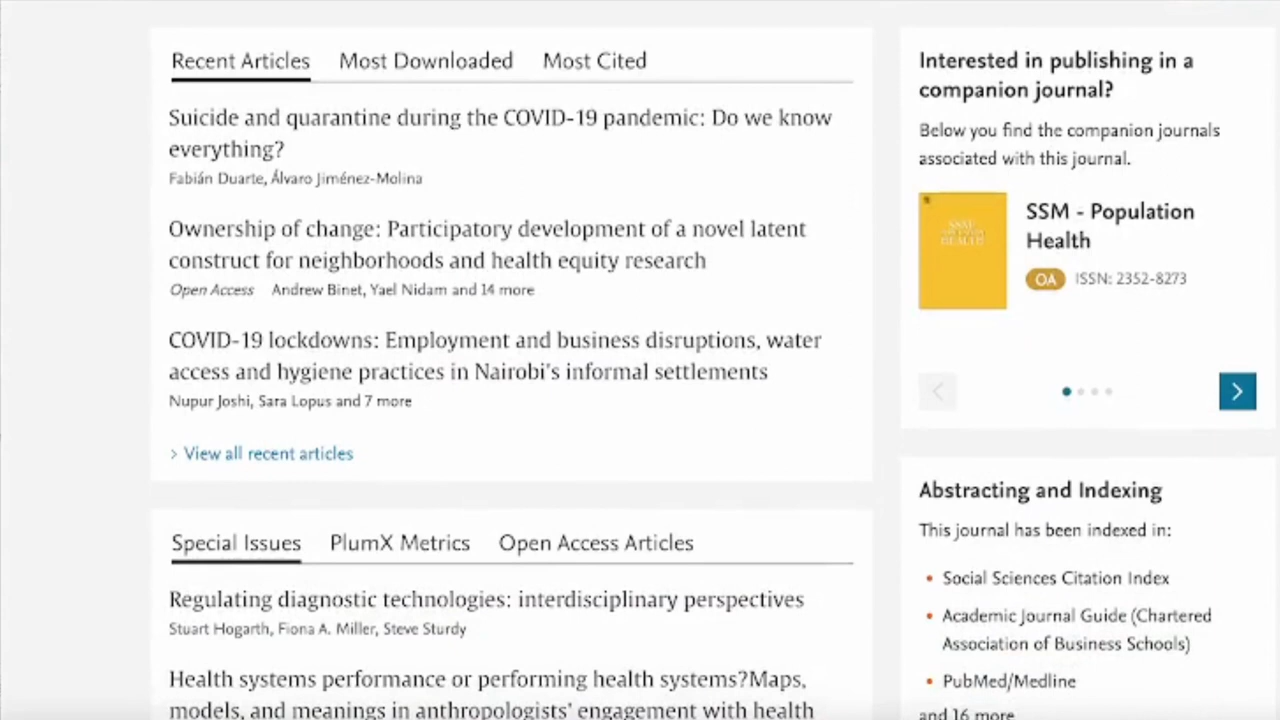 Recent Articles Most Downloaded Most Cited
Suicide and quarantine during the COVID-19 pandemic: Do we know
everything?
Fabián Duarte, Álvaro Jiménez-Molina
Ownership of change: Participatory development of a novel latent
construct for neighborhoods and health equity research
Open Access Andrew Binet, Yael Nidam and 14 more
COVID-19 lockdowns: Employment and business disruptions, water
access and hygiene practices in Nairobi's informal settlements
Nupur Joshi, Sara Lopus and 7 more
> View all recent articles
Special Issues PlumX Metrics Open Access Articles
Regulating diagnostic technologies: interdisciplinary perspectives
Stuart Hogarth, Fiona A. Miller, Steve Sturdy
Health systems performance or performing health systems?Maps,
models, and meanings in anthropologists' engagement with health
Interested in publishing in a
companion journal?
Below you find the companion journals
associated with this journal.
SSM
HEALTH
SSM - Population
Health
OA ISSN: 2352-8273
Abstracting and Indexing
This journal has been indexed in:
• Social Sciences Citation Index
• Academic Journal Guide (Chartered
Association of Business Schools)
• PubMed/Medline
and 16 more